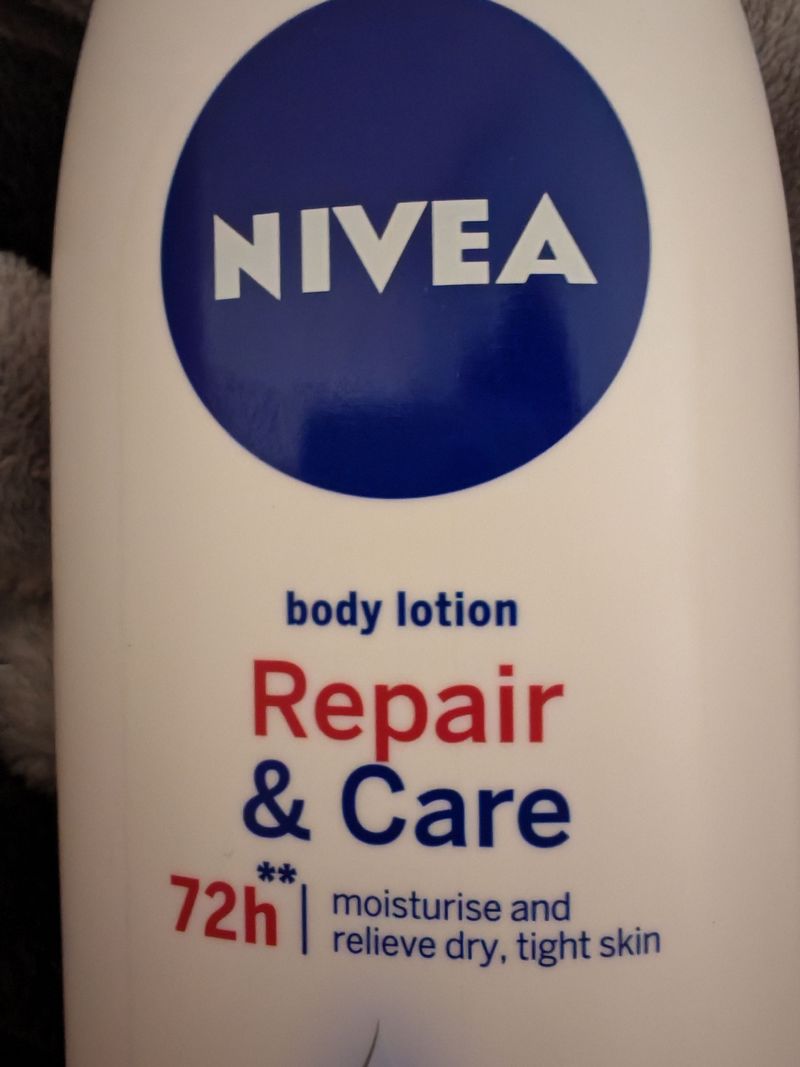 NIVEA
body lotion
Repair
& Care
72h**
moisturise and
relieve dry, tight skin